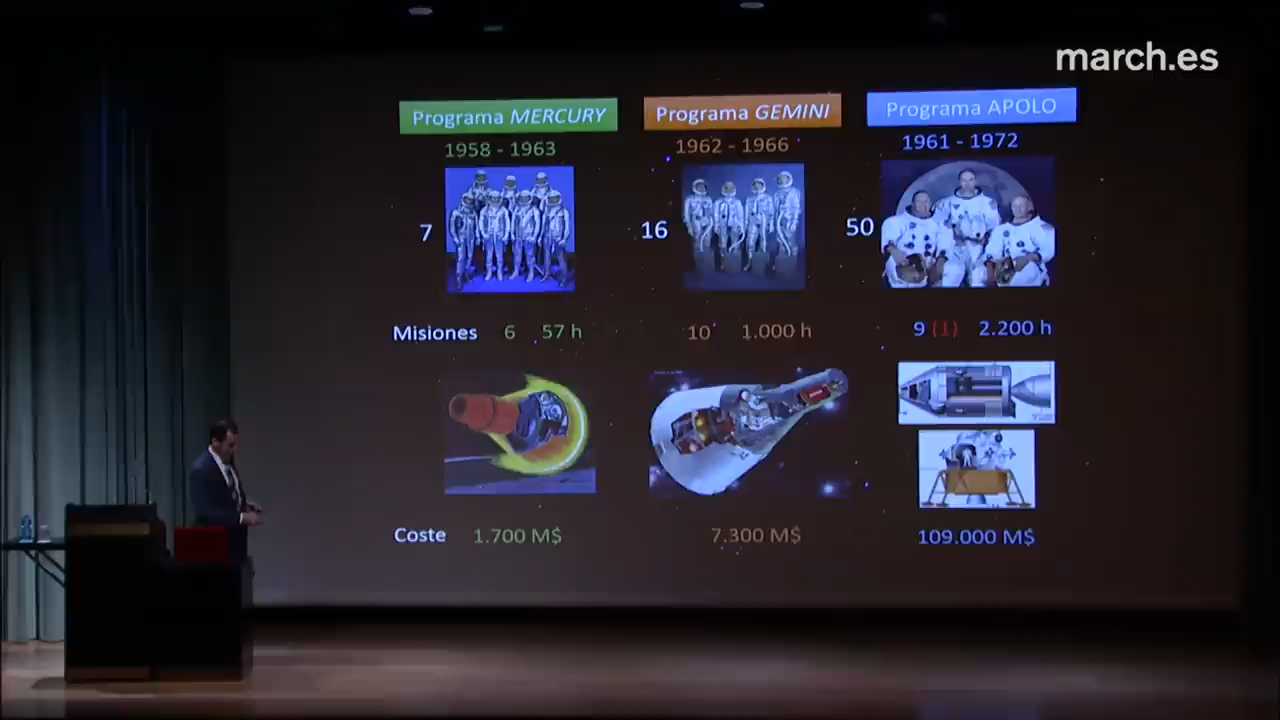 march.es
Programa MERCURY
Programa GEMINI
Programa APOLO
1958 - 1963
1962 - 1966
1961 - 1972
7
16
50
Misiones 6 57 h
10 1.000 h
9 (1) 2.200 h
Coste 1.700 M$
7.300 M$
109.000 M$